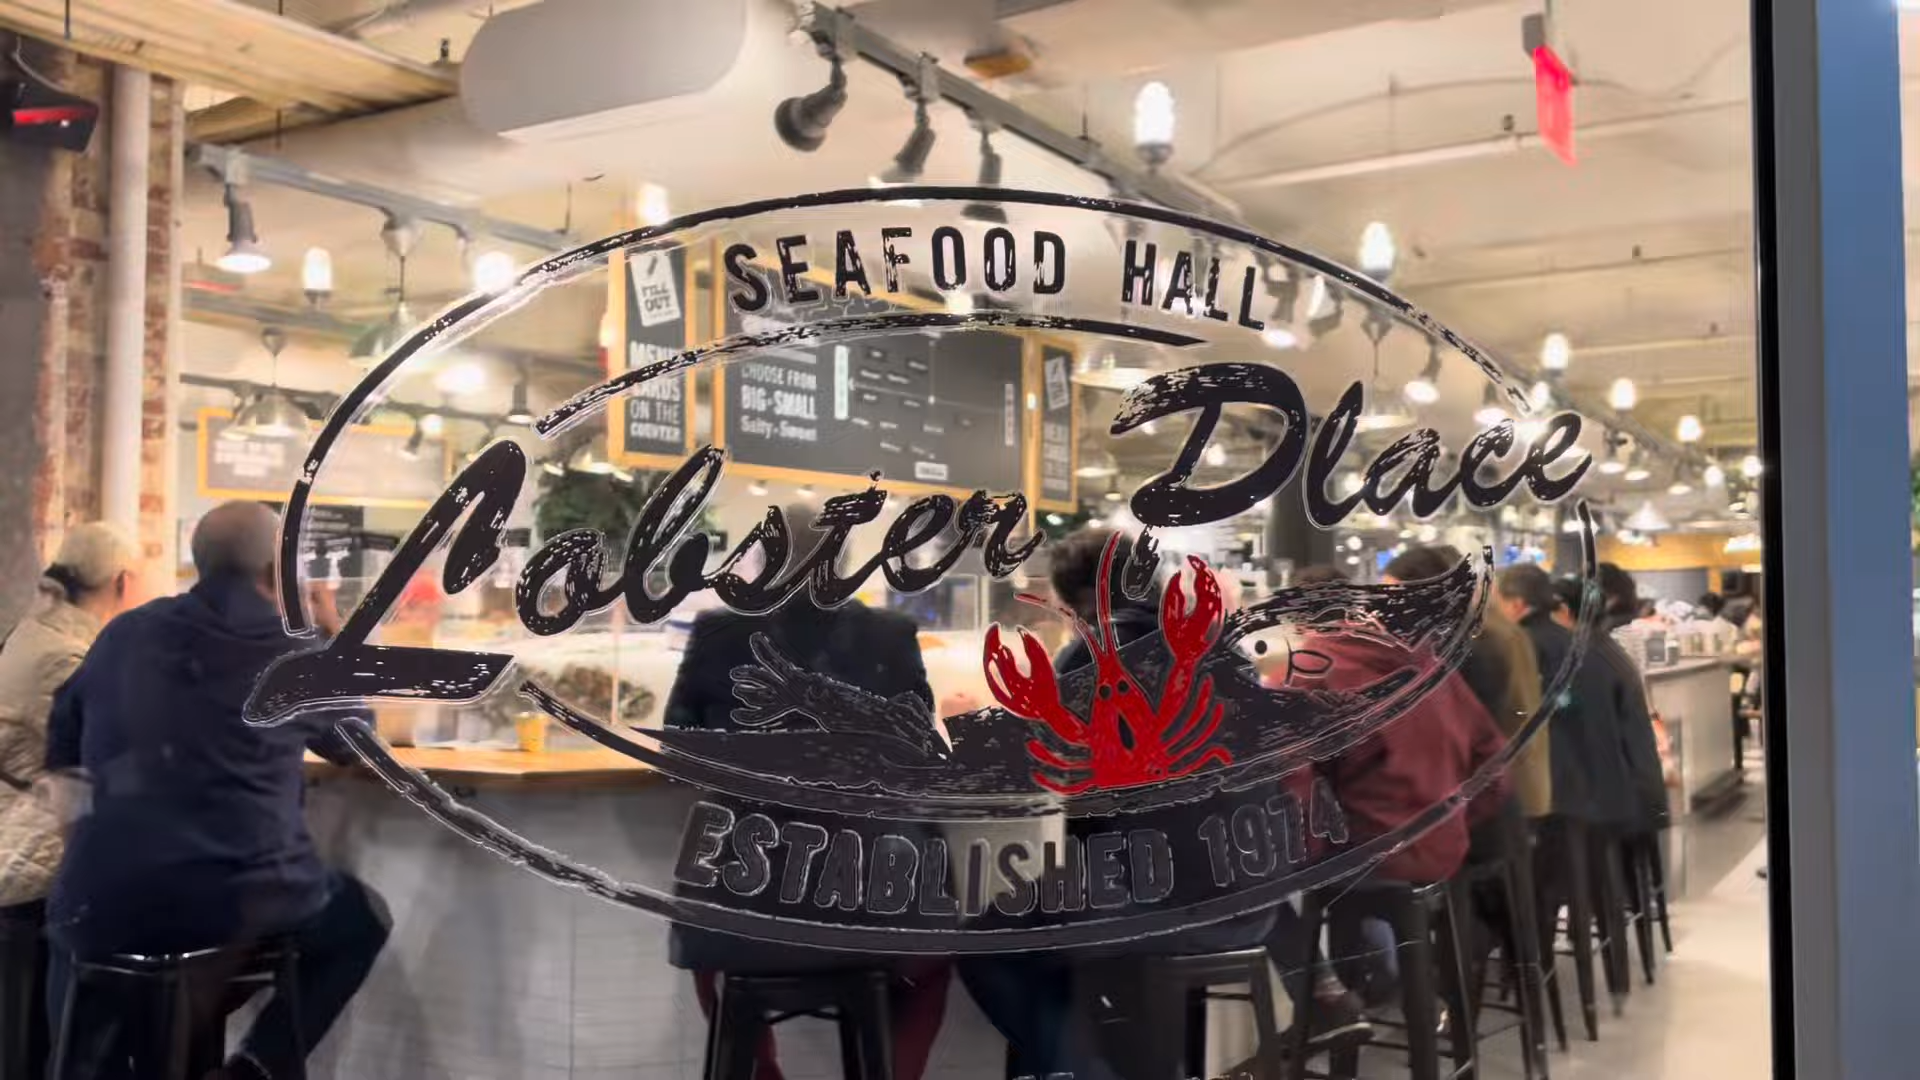 SEAFOOD HALL
Lobster Place
ESTABLISHED 1974
FILL
OUT
MENU
CARDS
ON THE
COUNTER
CHOOSE FROM
BIG-SMALL
Salty-Sweet